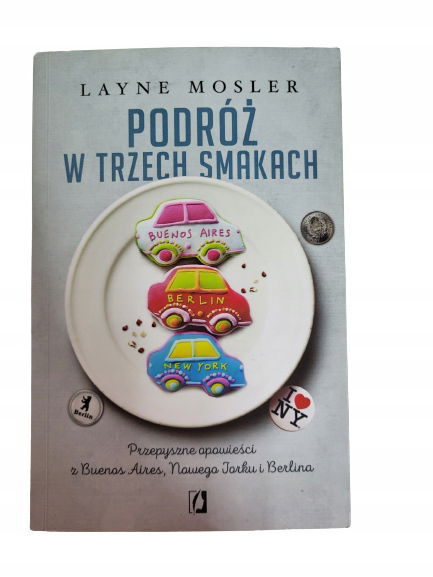 LAYNE MOSLER
PODRÓŻ
W TRZECH SMAKACH
BUENOS AIRES
BERLIN
NEW YORK
Berlin
I ❤ NY
Przepyszne opowieści
z Buenos Aires, Nowego Jorku i Berlina